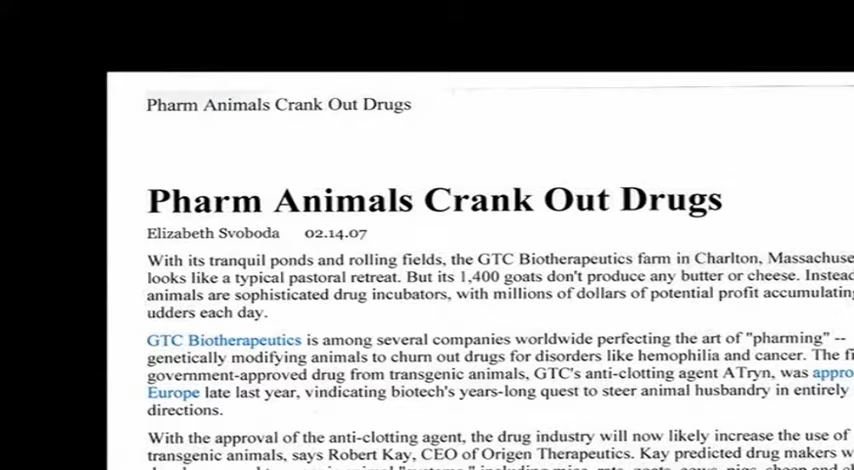 Pharm Animals Crank Out Drugs
Pharm Animals Crank Out Drugs
Elizabeth Svoboda 02.14.07
With its tranquil ponds and rolling fields, the GTC Biotherapeutics farm in Charlton, Massachuse
looks like a typical pastoral retreat. But its 1,400 goats don't produce any butter or cheese. Instead
animals are sophisticated drug incubators, with millions of dollars of potential profit accumulating
udders each day.
GTC Biotherapeutics is among several companies worldwide perfecting the art of "pharming" --
genetically modifying animals to churn out drugs for disorders like hemophilia and cancer. The fi
government-approved drug from transgenic animals, GTC's anti-clotting agent ATryn, was appro
Europe late last year, vindicating biotech's years-long quest to steer animal husbandry in entirely
directions.
With the approval of the anti-clotting agent, the drug industry will now likely increase the use of
transgenic animals, says Robert Kay, CEO of Origen Therapeutics. Kay predicted drug makers w